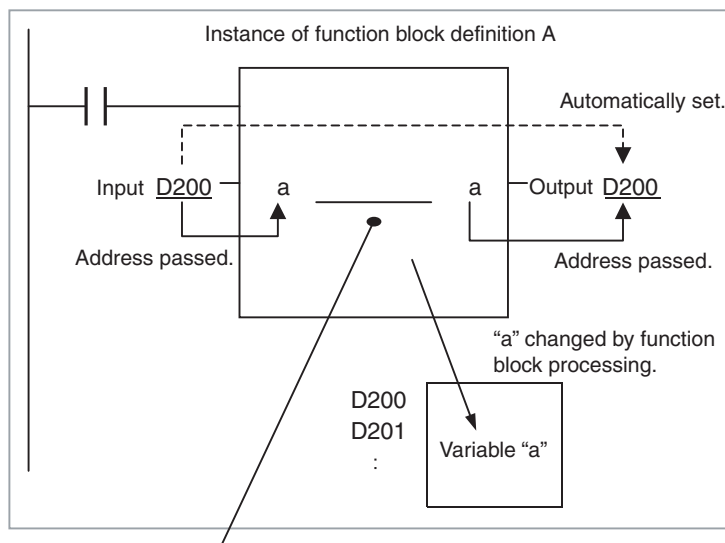 Instance of function block definition A
Automatically set.
Input D200
a
a
Output D200
Address passed.
Address passed.
“a” changed by function
block processing.
D200
D201
:
Variable “a”